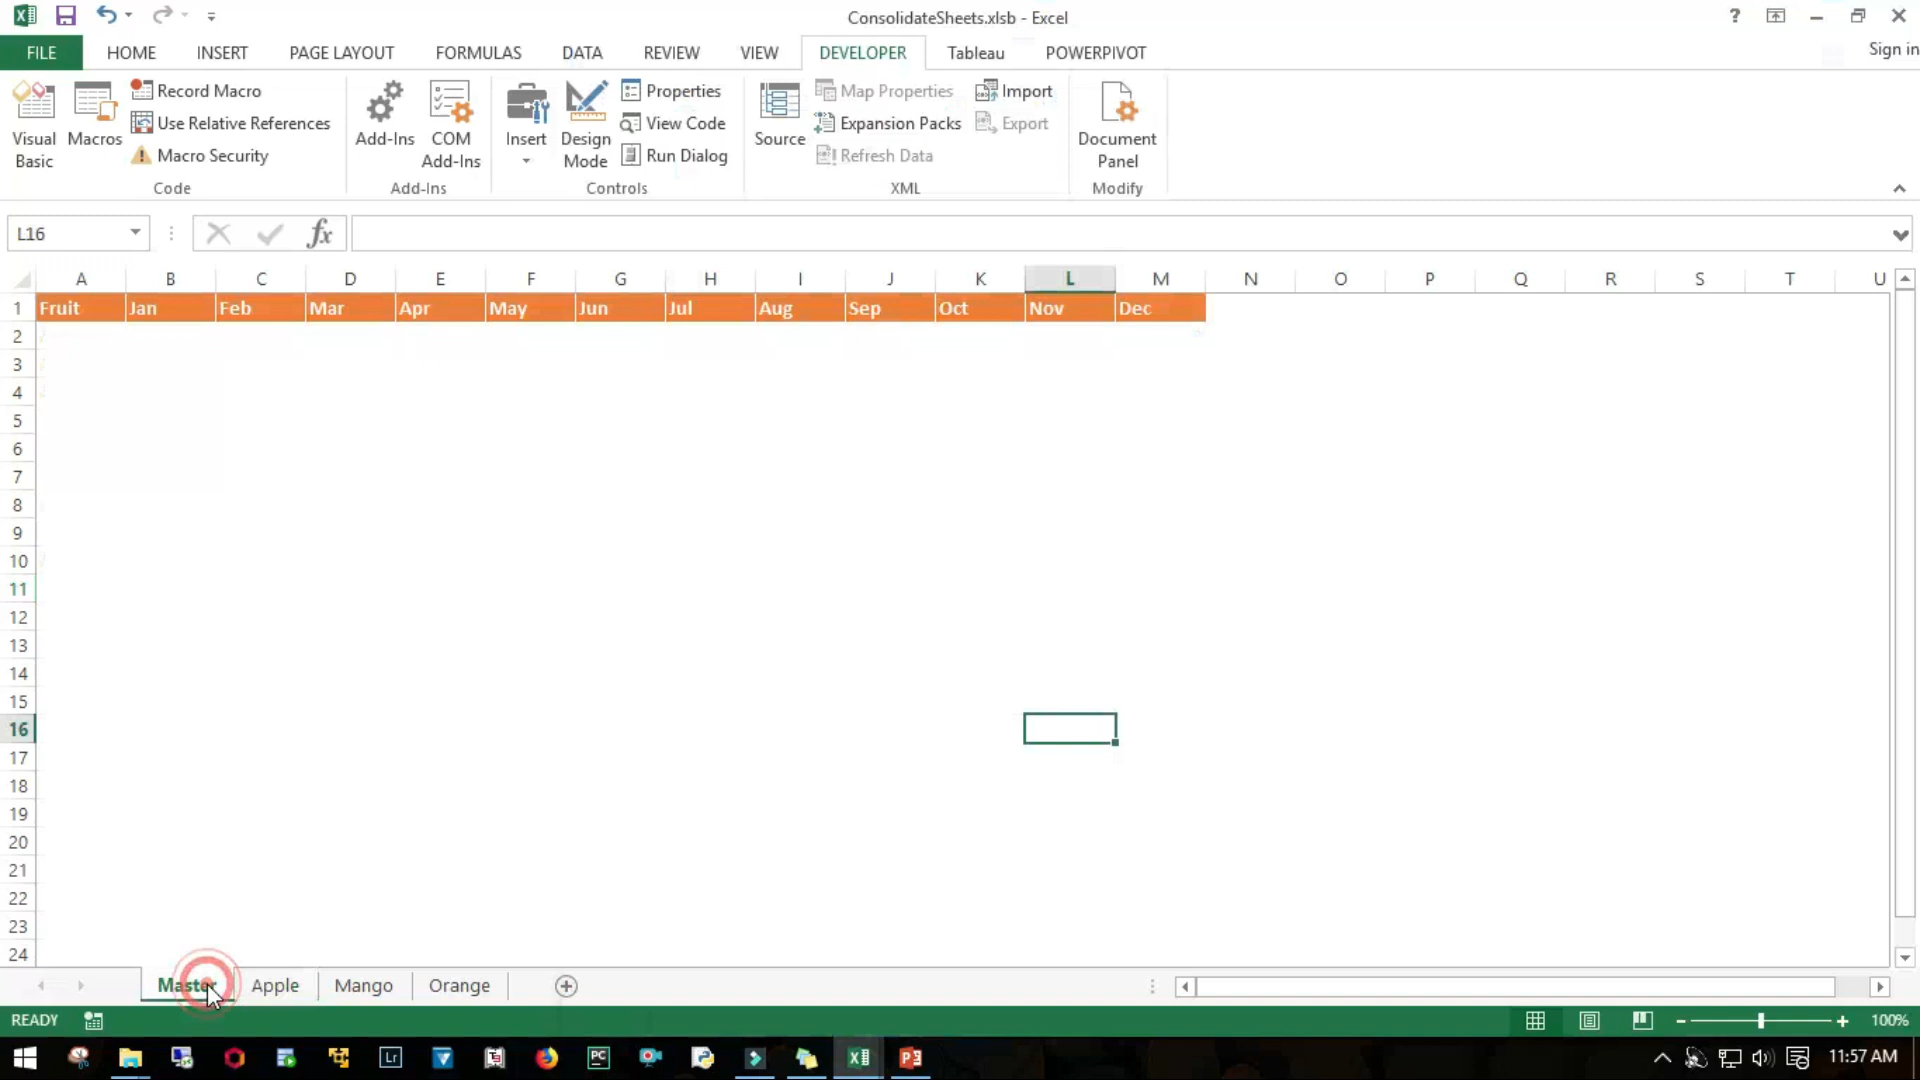 ConsolidateSheets.xlsb - Excel
?
FILE HOME INSERT PAGE LAYOUT FORMULAS DATA REVIEW VIEW DEVELOPER Tableau POWERPIVOT Sign in
Visual Basic
Macros
Record Macro
Use Relative References
Macro Security
Code
Add-Ins
COM Add-Ins
Add-Ins
Insert
Design Mode
Properties
View Code
Run Dialog
Controls
Source
Map Properties
Expansion Packs
Refresh Data
Import
Export
XML
Document Panel
Modify
L16
fx
A B C D E F G H I J K L M N O P Q R S T U
1 Fruit Jan Feb Mar Apr May Jun Jul Aug Sep Oct Nov Dec
2
3
4
5
6
7
8
9
10
11
12
13
14
15
16
17
18
19
20
21
22
23
24
Master Apple Mango Orange
READY
100%
Lr
PC
11:57 AM